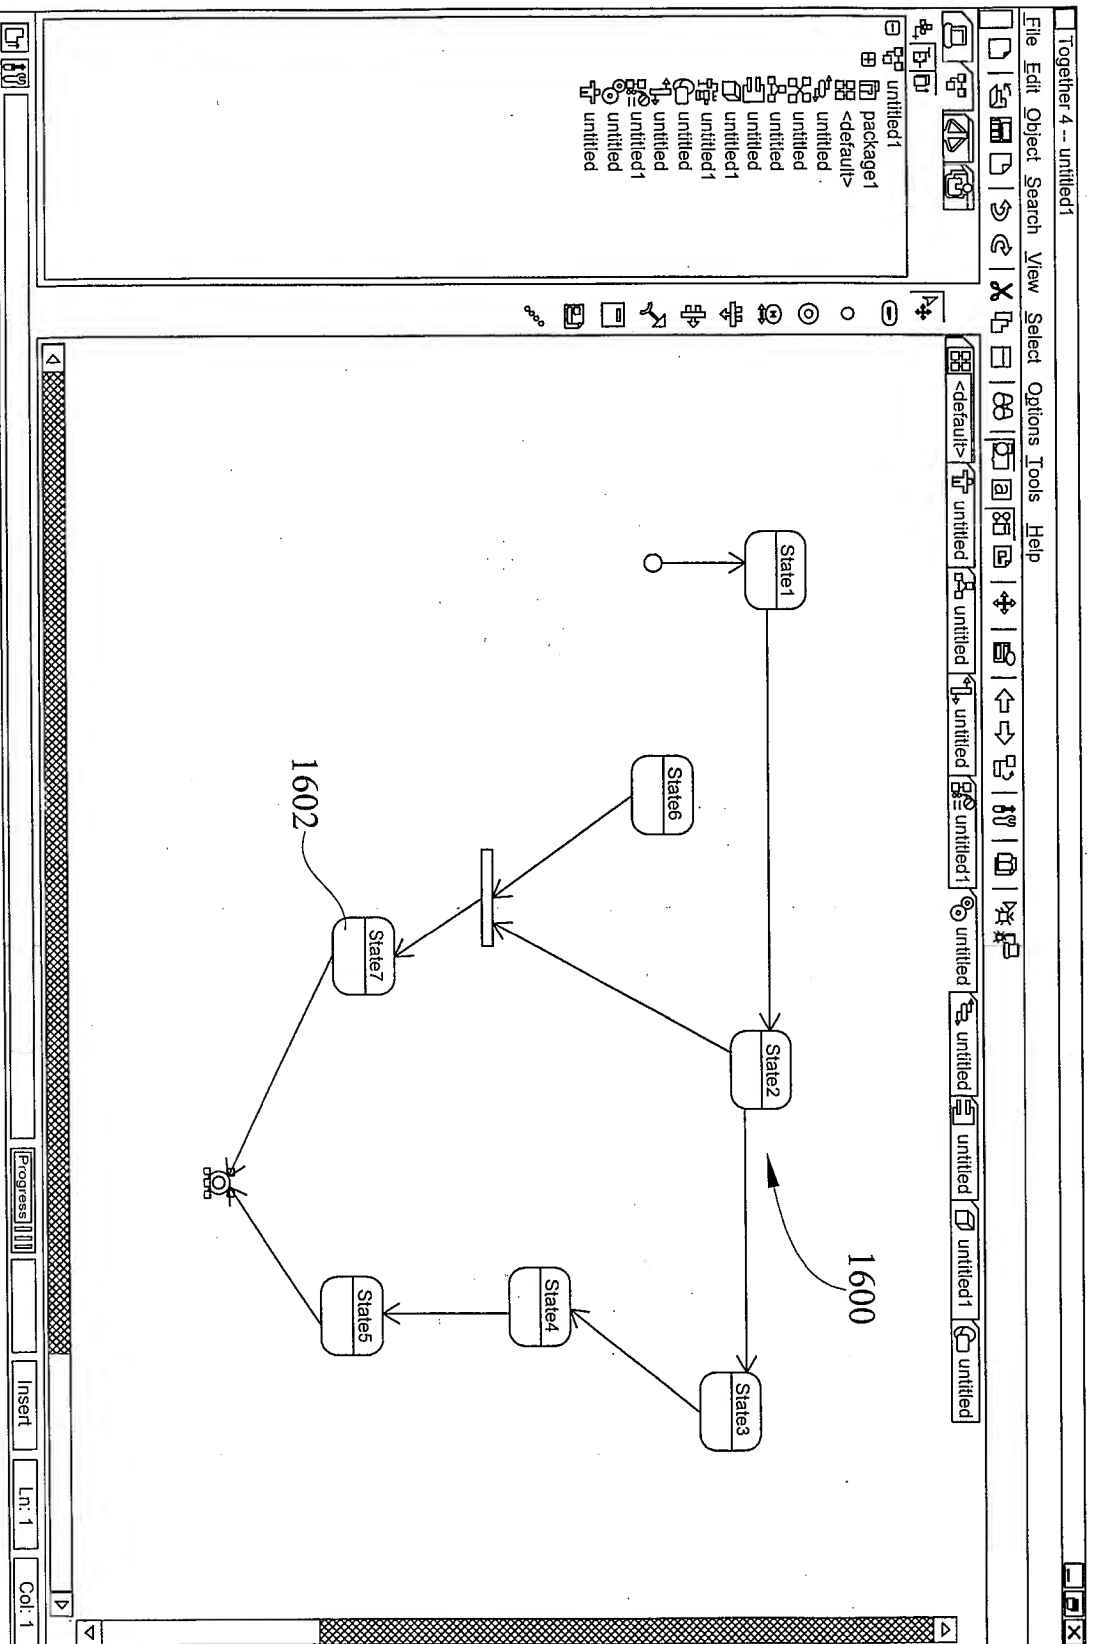 Together 4 -- untitled1
File Edit Object Search View Select Options Tools Help
a
untitled1
package1
<default>
untitled
untitled
untitled
untitled
untitled1
untitled1
untitled
untitled
untitled1
untitled
untitled
A
<default> untitled untitled untitled untitled1 untitled untitled untitled untitled1 untitled
State1
State2
State3
State6
State4
State7
State5
1600
1602
Progress Insert Ln: 1 Col: 1